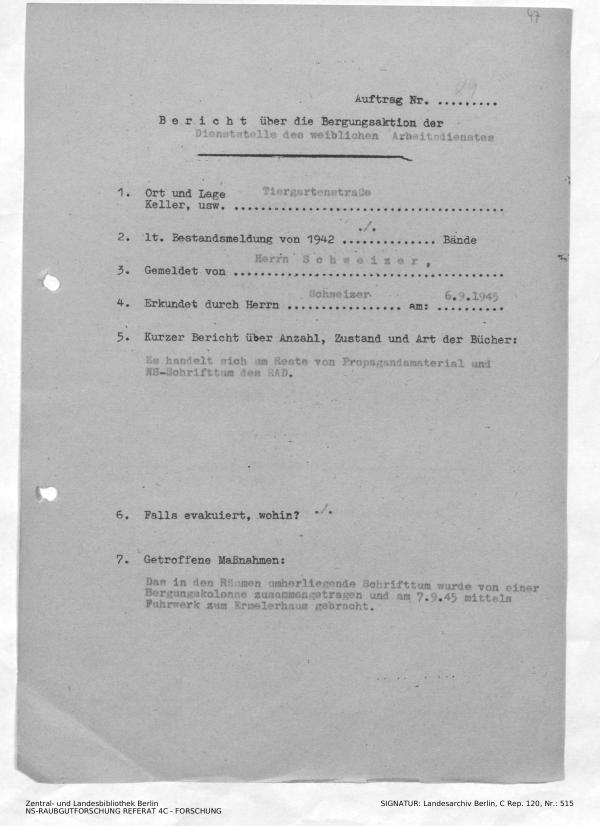 47
Auftrag Nr. ..........
B e r i c h t über die Bergungsaktion der
Dienststelle des weiblichen Arbeitsdienstes
1. Ort und Lage Tiergartenstraße
Keller, usw. ........................................
2. lt. Bestandsmeldung von 1942 ...././....... Bände
Herrn S c h w e i z e r ,
3. Gemeldet von ........................................
Schweizer 6.9.1945
4. Erkundet durch Herrn ................ am: ..........
5. Kurzer Bericht über Anzahl, Zustand und Art der Bücher:
Es handelt sich um Reste von Propagandamaterial und
NS-Schrifttum des RAD.
6. Falls evakuiert, wohin? ./.
7. Getroffene Maßnahmen:
Das in den Räumen umherliegende Schrifttum wurde von einer
Bergungskolonne zusammengetragen und am 7.9.45 mittels
Fuhrwerk zum Ermelerhaus gebracht.
Zentral- und Landesbibliothek Berlin
NS-RAUBGUTFORSCHUNG REFERAT 4C - FORSCHUNG
SIGNATUR: Landesarchiv Berlin, C Rep. 120, Nr.: 515